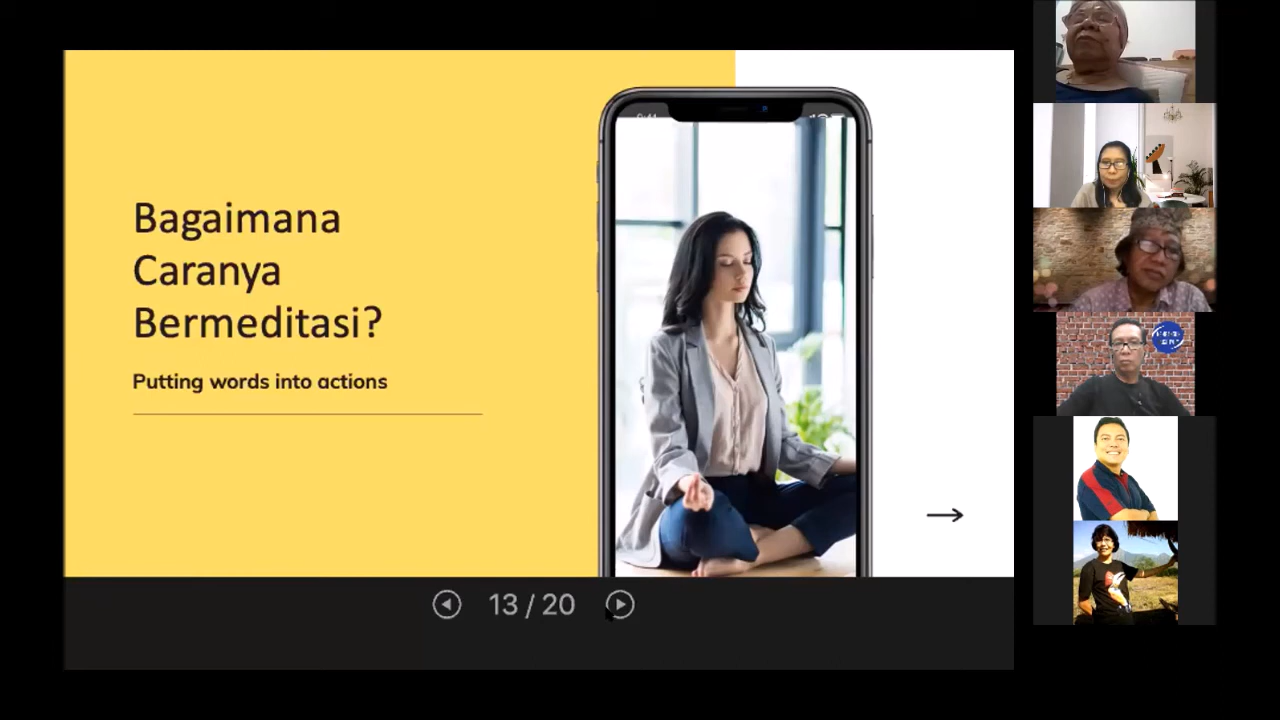 Bagaimana
Caranya
Bermeditasi?
Putting words into actions
13 / 20